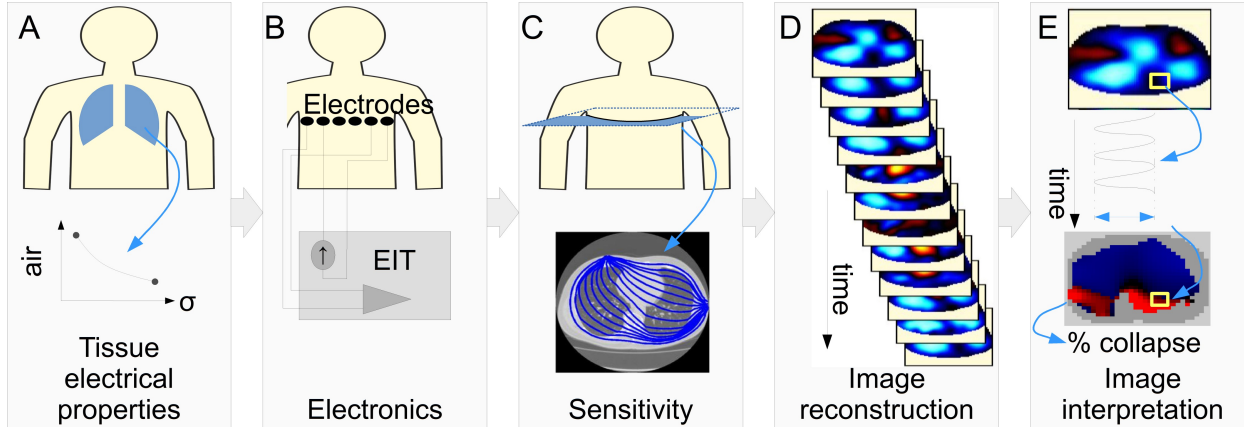 A
air
σ
Tissue
electrical
properties
B
Electrodes
↑
EIT
Electronics
C
Sensitivity
D
time
Image
reconstruction
E
time
% collapse
Image
interpretation